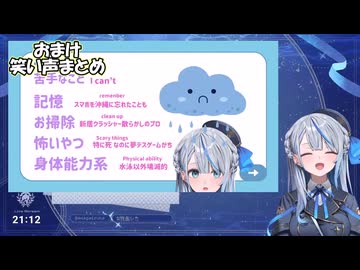 おまけ
笑い声まとめ
苦手なこと I can't
remember
記憶 スマホを沖縄に忘れたことも
clean up
お掃除 新居クラッシャー散らかしのプロ
Scary things
怖いやつ 特に死 なのに夢デスゲームがち
Physical ability
身体能力系 水泳以外壊滅的
21:12